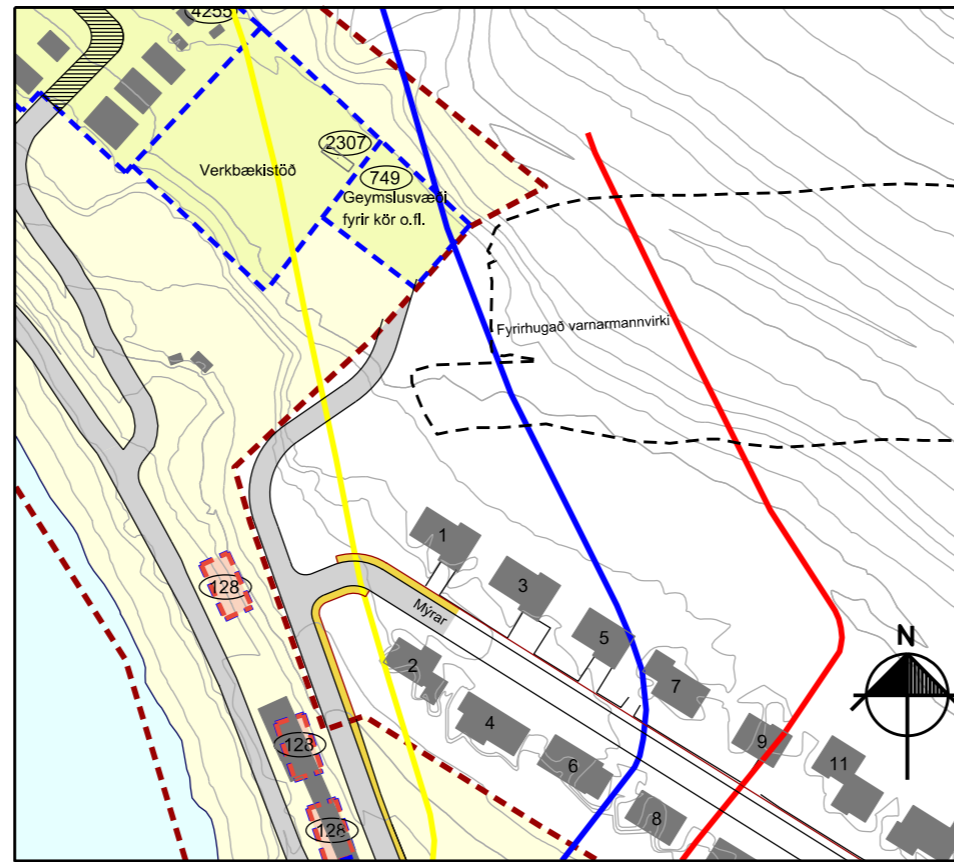 4255
2307
Verkbækistöð
749
Geymslusvæði
fyrir kör o.fl.
Fyrirhugað varnarmannvirki
1
3
128
Mýrar
5
N
2
7
4
9
128
6
11
8
128